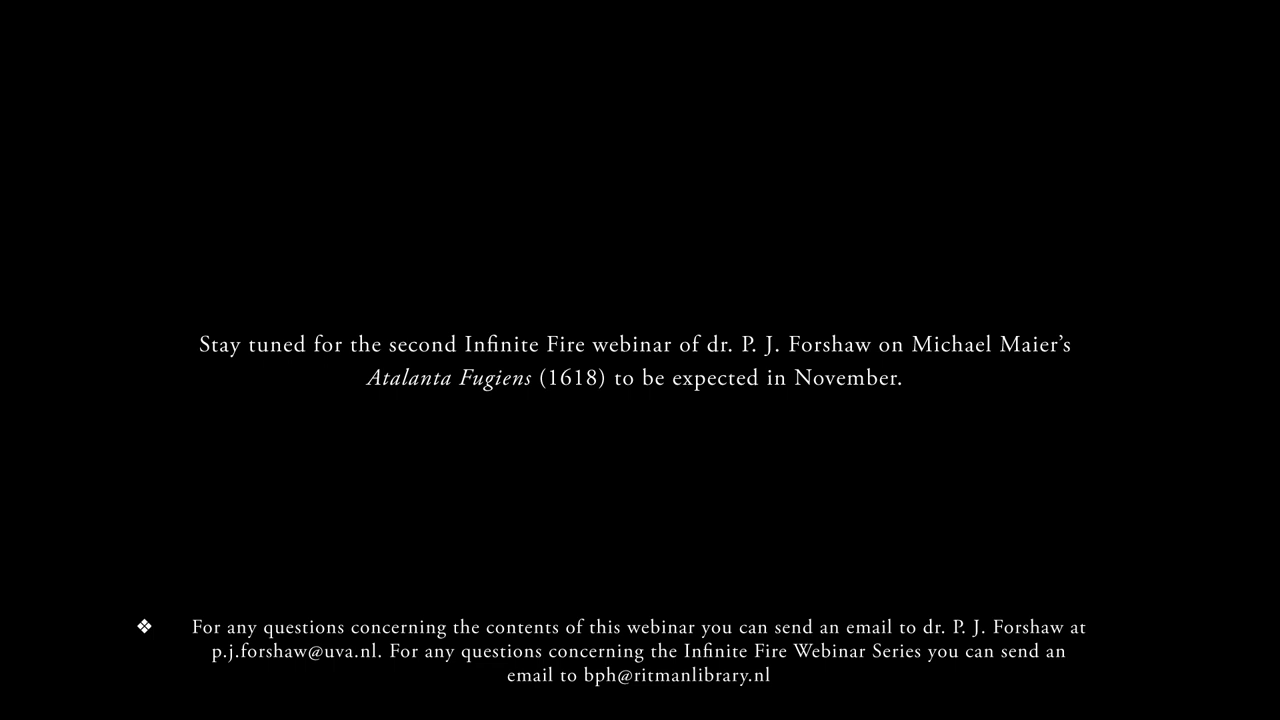 Stay tuned for the second Infinite Fire webinar of dr. P. J. Forshaw on Michael Maier’s
Atalanta Fugiens (1618) to be expected in November.
❖ For any questions concerning the contents of this webinar you can send an email to dr. P. J. Forshaw at
p.j.forshaw@uva.nl. For any questions concerning the Infinite Fire Webinar Series you can send an
email to bph@ritmanlibrary.nl